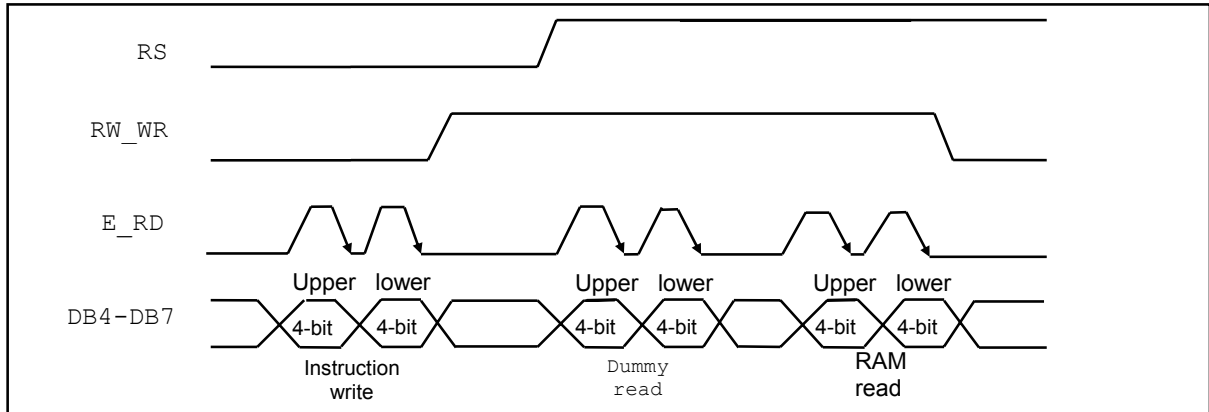 RS
RW_WR
E_RD
Upper lower Upper lower Upper lower
DB4-DB7 4-bit 4-bit 4-bit 4-bit 4-bit 4-bit
Instruction Dummy RAM
write read read